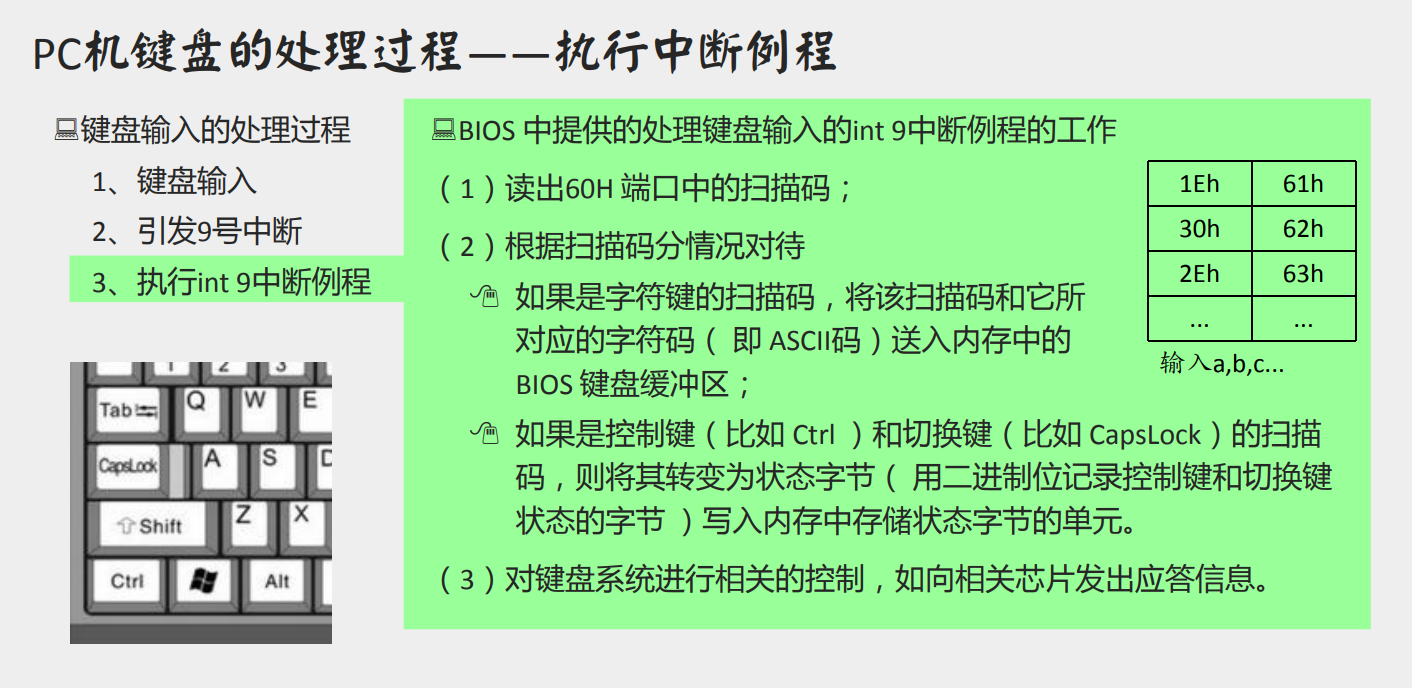 PC机键盘的处理过程——执行中断例程
键盘输入的处理过程
1、键盘输入
2、引发9号中断
3、执行int 9中断例程
BIOS 中提供的处理键盘输入的int 9中断例程的工作
（1）读出60H 端口中的扫描码；
（2）根据扫描码分情况对待
如果是字符键的扫描码，将该扫描码和它所
对应的字符码（ 即 ASCII码）送入内存中的
BIOS 键盘缓冲区；
如果是控制键（比如 Ctrl ）和切换键（比如 CapsLock）的扫描
码，则将其转变为状态字节（ 用二进制位记录控制键和切换键
状态的字节 ）写入内存中存储状态字节的单元。
（3）对键盘系统进行相关的控制，如向相关芯片发出应答信息。
1Eh 61h
30h 62h
2Eh 63h
... ...
输入a,b,c...
1 2 3
Tab Q W E
CapsLock A S D
Shift Z X
Ctrl Alt